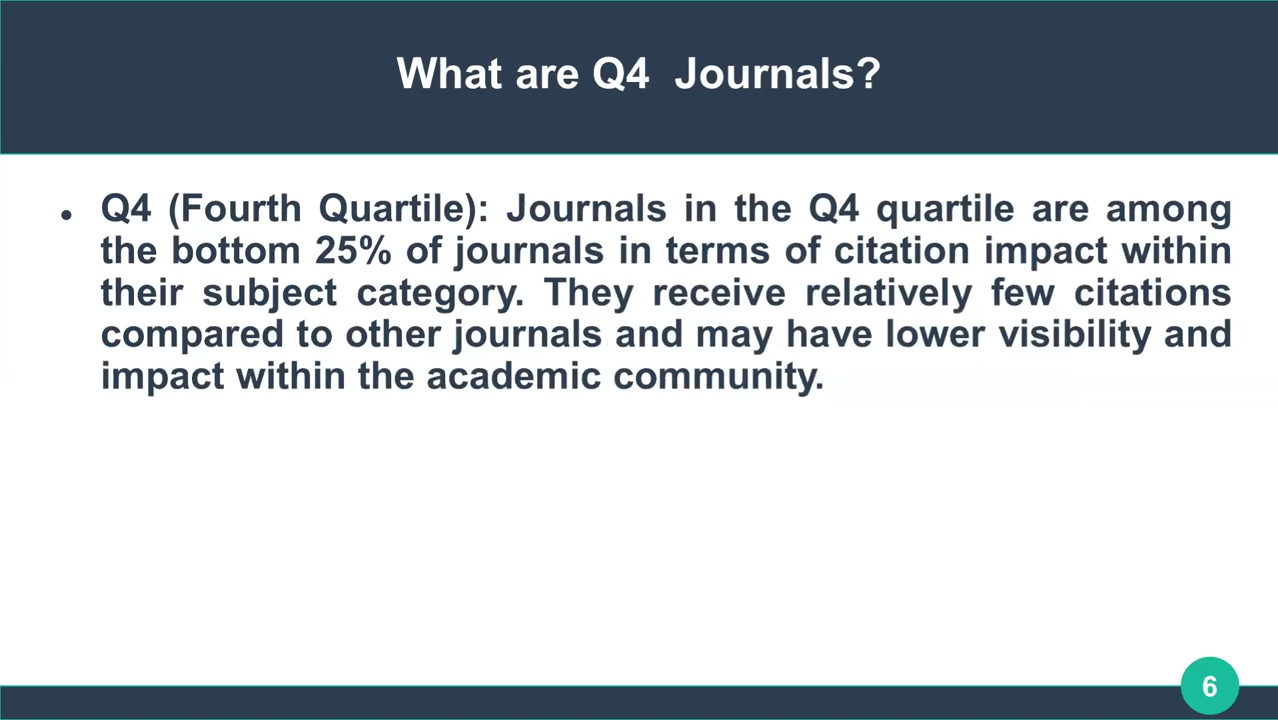 What are Q4  Journals?
• Q4 (Fourth Quartile): Journals in the Q4 quartile are among
the bottom 25% of journals in terms of citation impact within
their subject category. They receive relatively few citations
compared to other journals and may have lower visibility and
impact within the academic community.
6